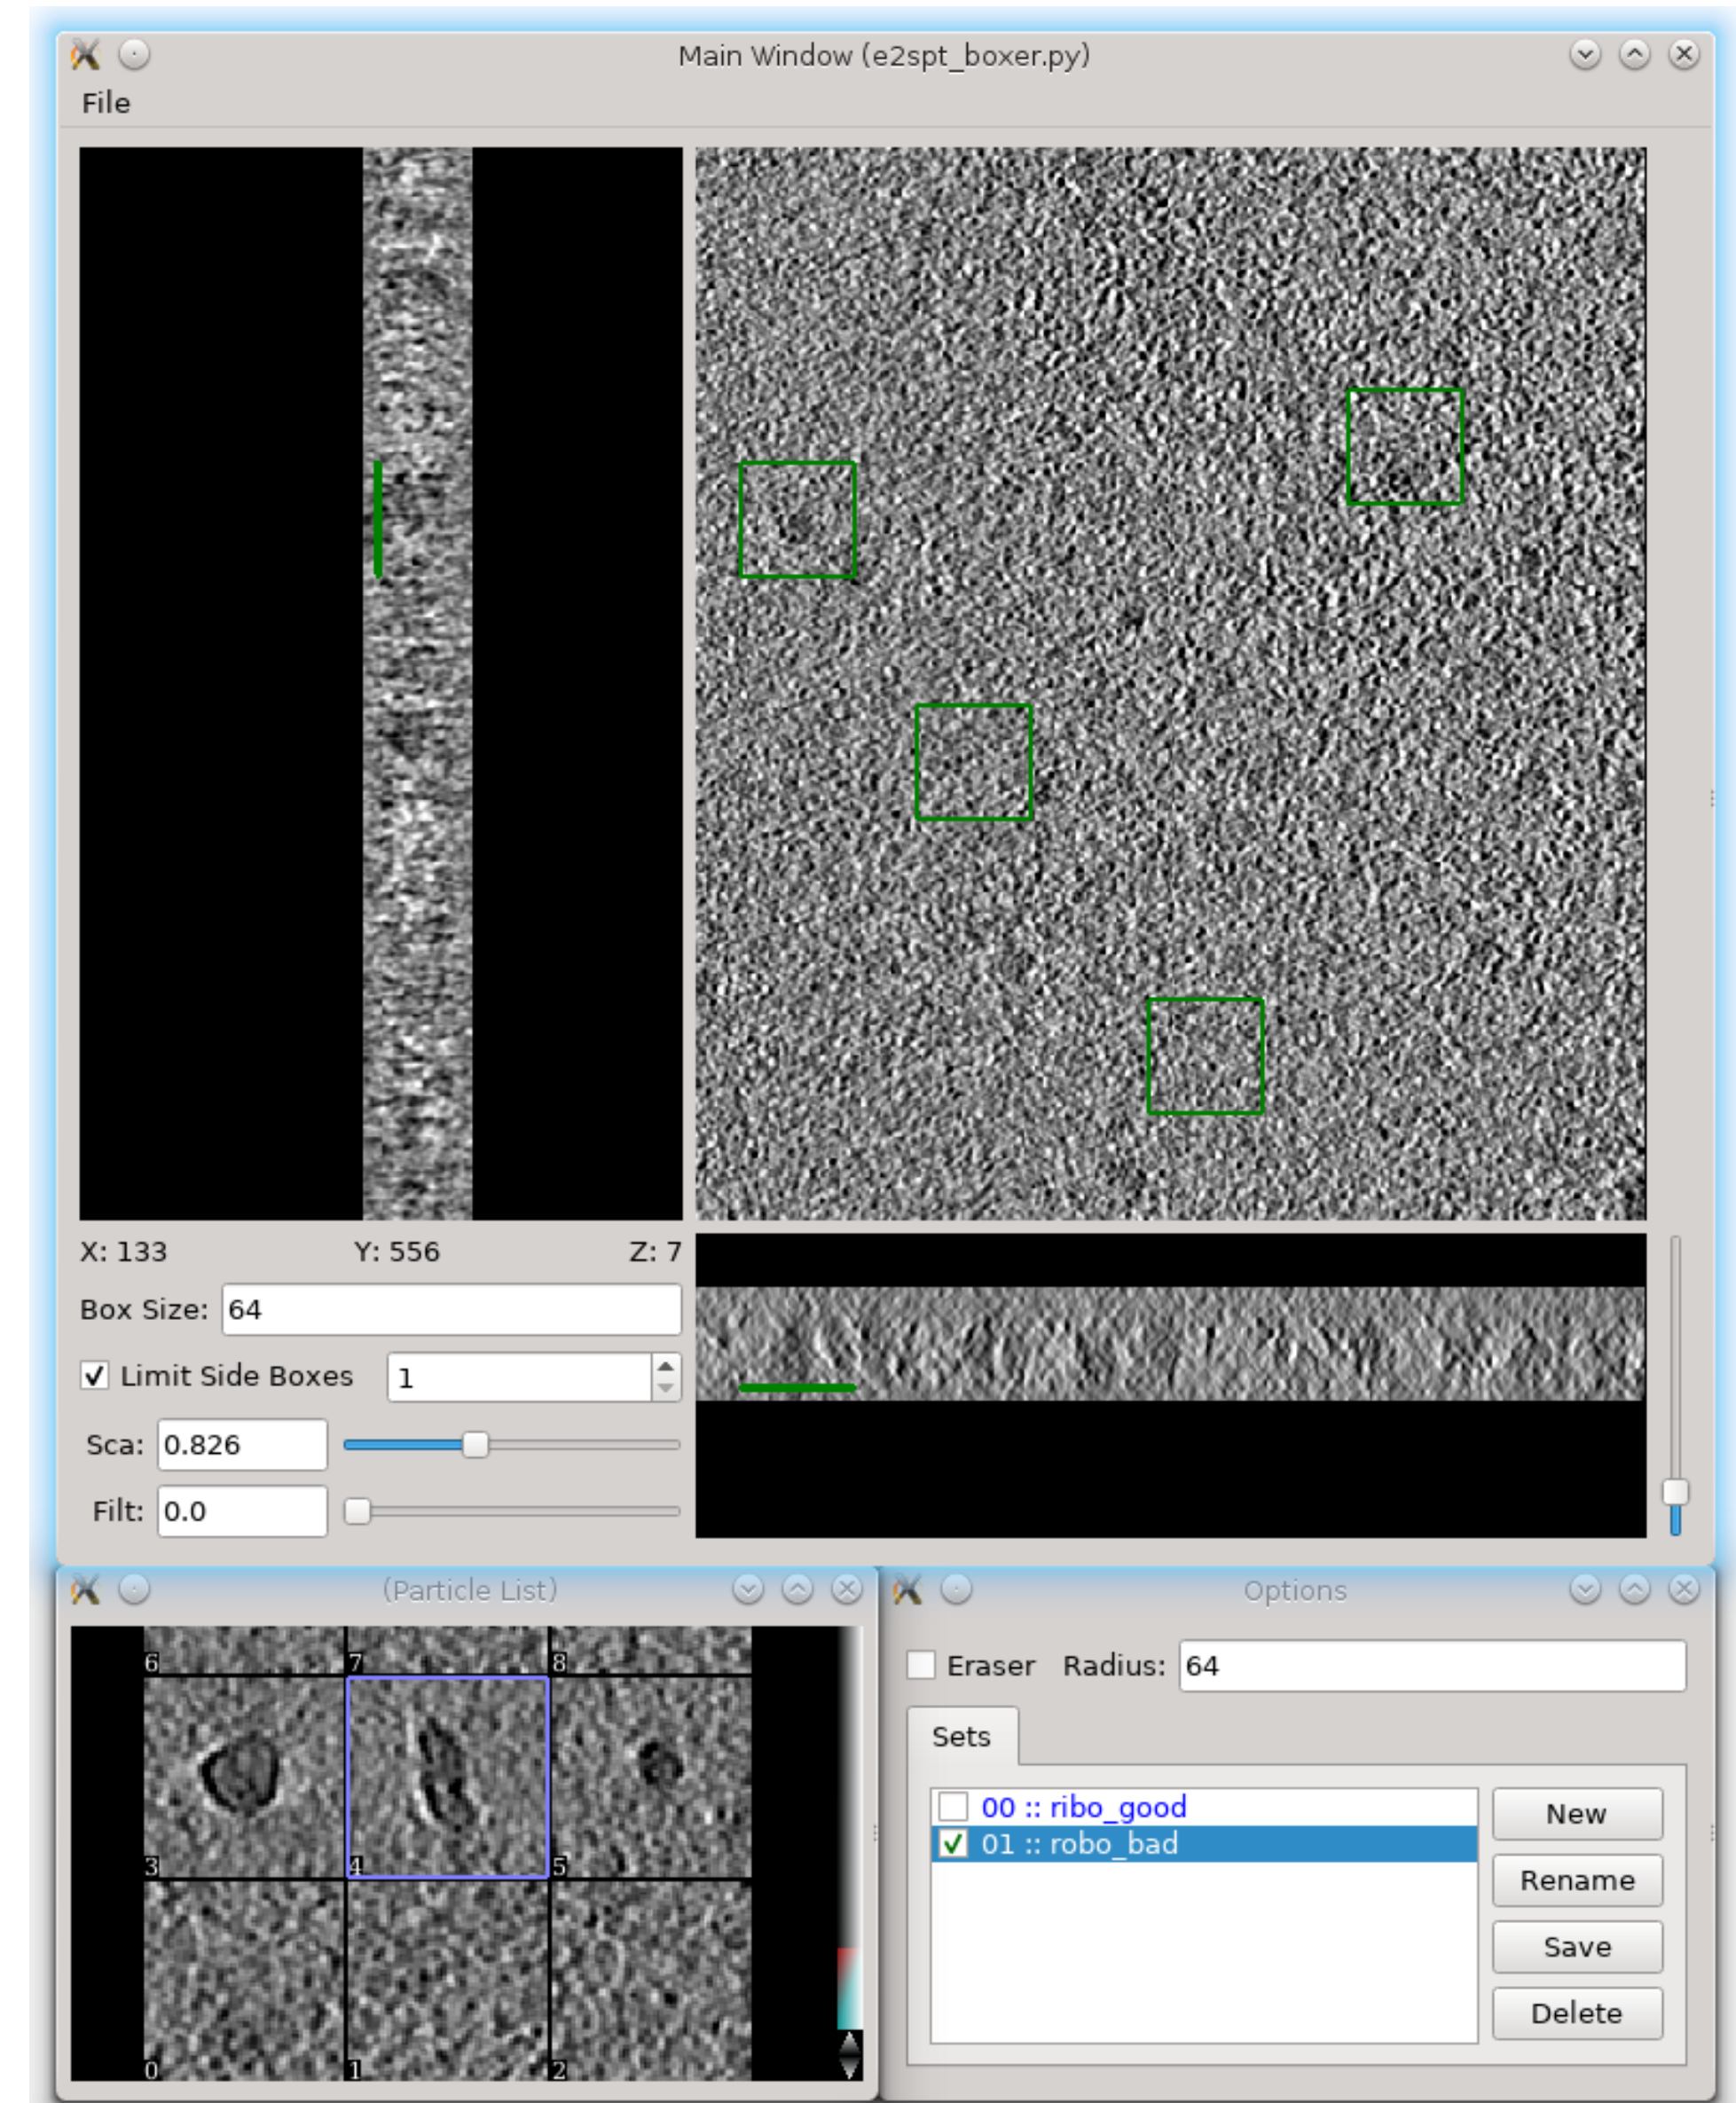 Main Window (e2spt_boxer.py)
File
X: 133 Y: 556 Z: 7
Box Size: 64
Limit Side Boxes 1
Sca: 0.826
Filt: 0.0
(Particle List)
6 7 8
3 4 5
0 1 2
Options
Eraser Radius: 64
Sets
00 :: ribo_good
01 :: robo_bad
New
Rename
Save
Delete